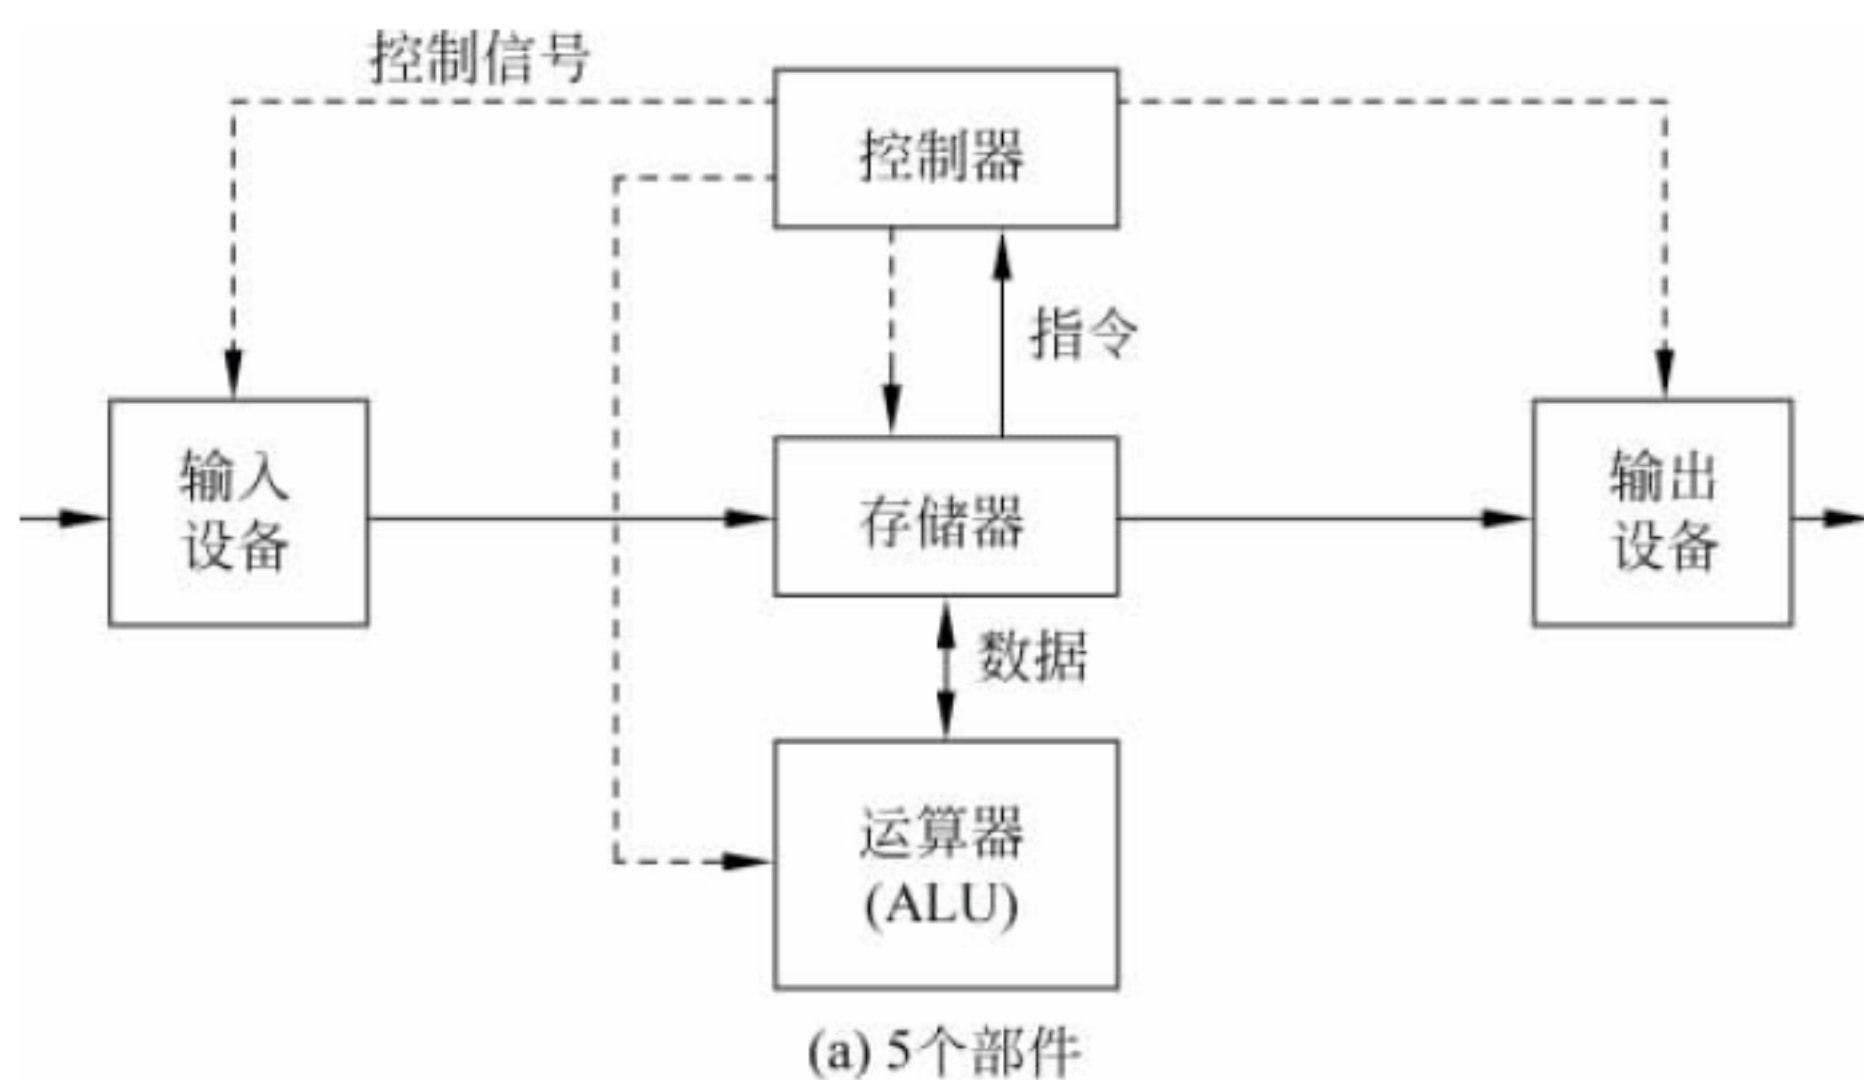 控制信号
控制器
指令
输入
设备
存储器
输出
设备
数据
运算器
(ALU)
(a) 5个部件